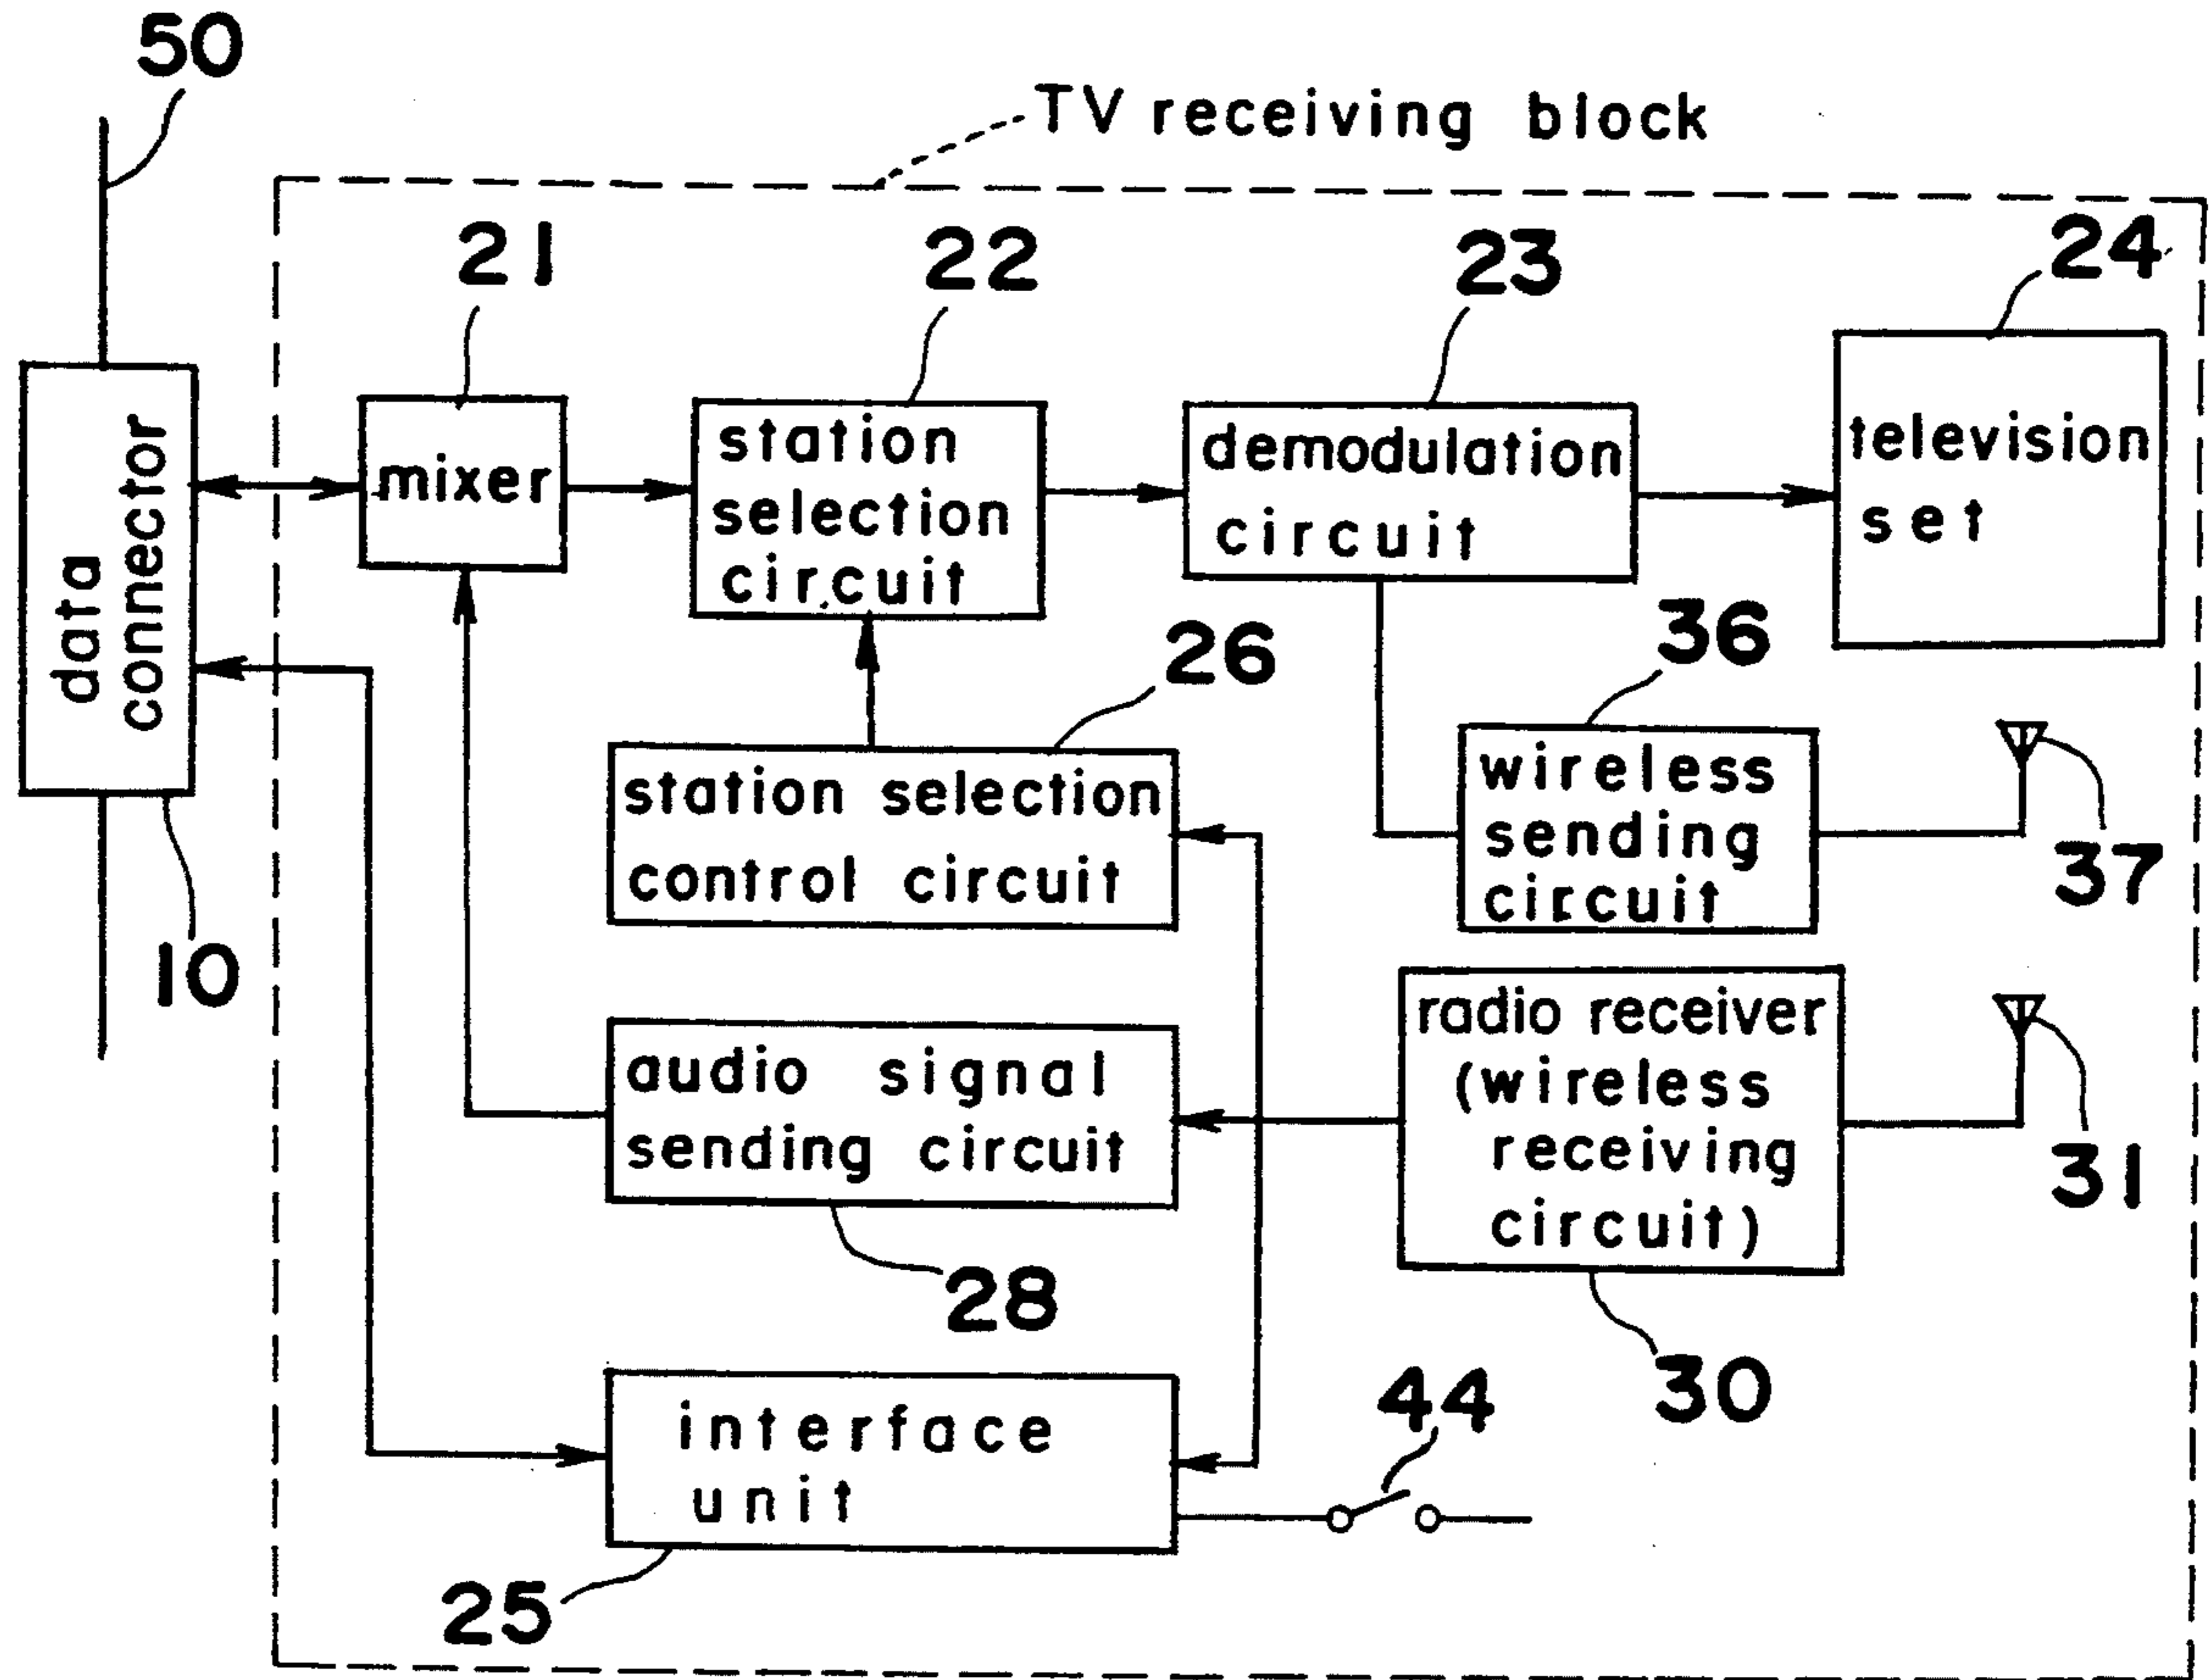 50
TV receiving block
21
22
23
24
data
connector
mixer
station
selection
circuit
demodulation
circuit
television
set
26
36
station selection
control circuit
wireless
sending
circuit
37
10
audio signal
sending circuit
radio receiver
(wireless
receiving
circuit)
31
28
30
interface
unit
44
25